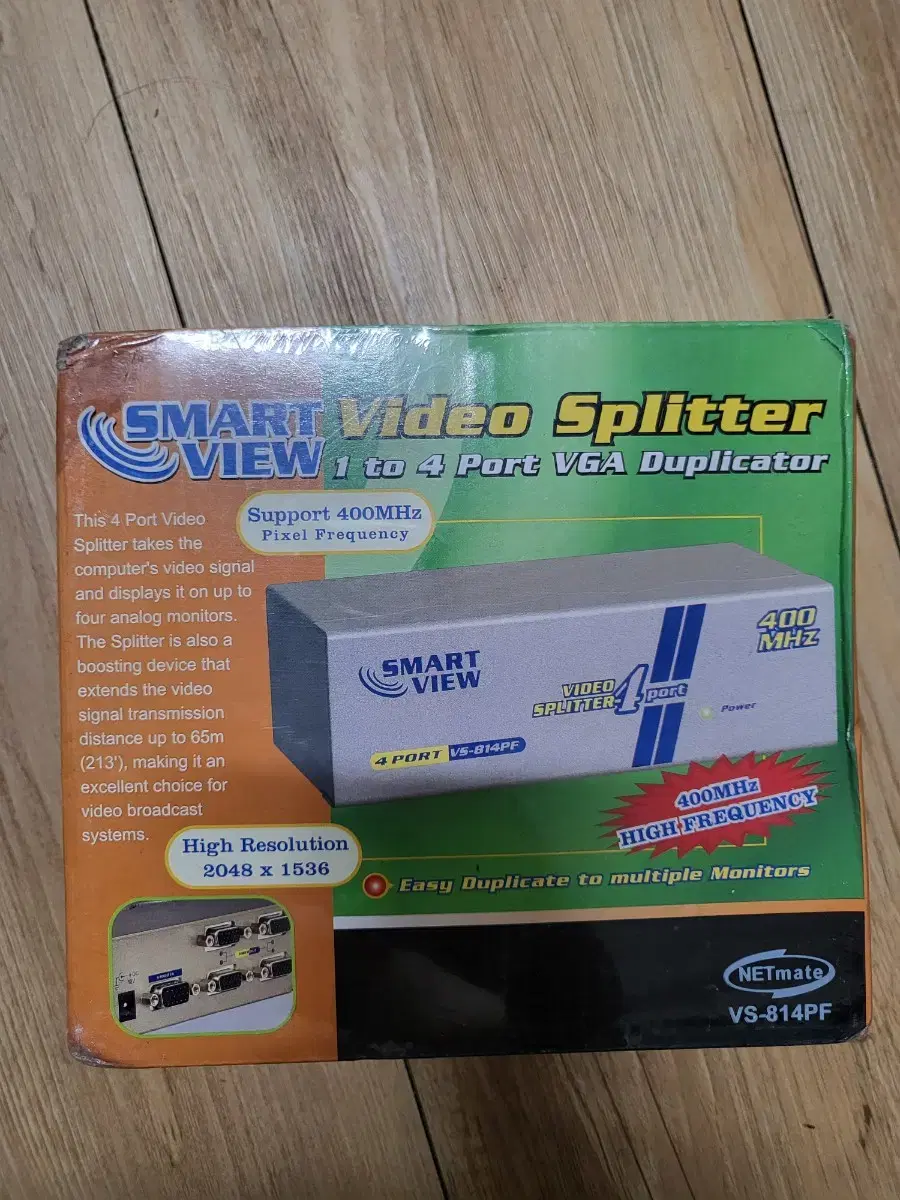 SMART
VIEW
Video Splitter
1 to 4 Port VGA Duplicator
This 4 Port Video
Splitter takes the
computer's video signal
and displays it on up to
four analog monitors.
The Splitter is also a
boosting device that
extends the video
signal transmission
distance up to 65m
(213'), making it an
excellent choice for
video broadcast
systems.
Support 400MHz
Pixel Frequency
400
MHz
SMART
VIEW
VIDEO
SPLITTER 4 port
Power
4 PORT VS-814PF
400MHz
HIGH FREQUENCY
High Resolution
2048 x 1536
Easy Duplicate to multiple Monitors
NETmate
VS-814PF